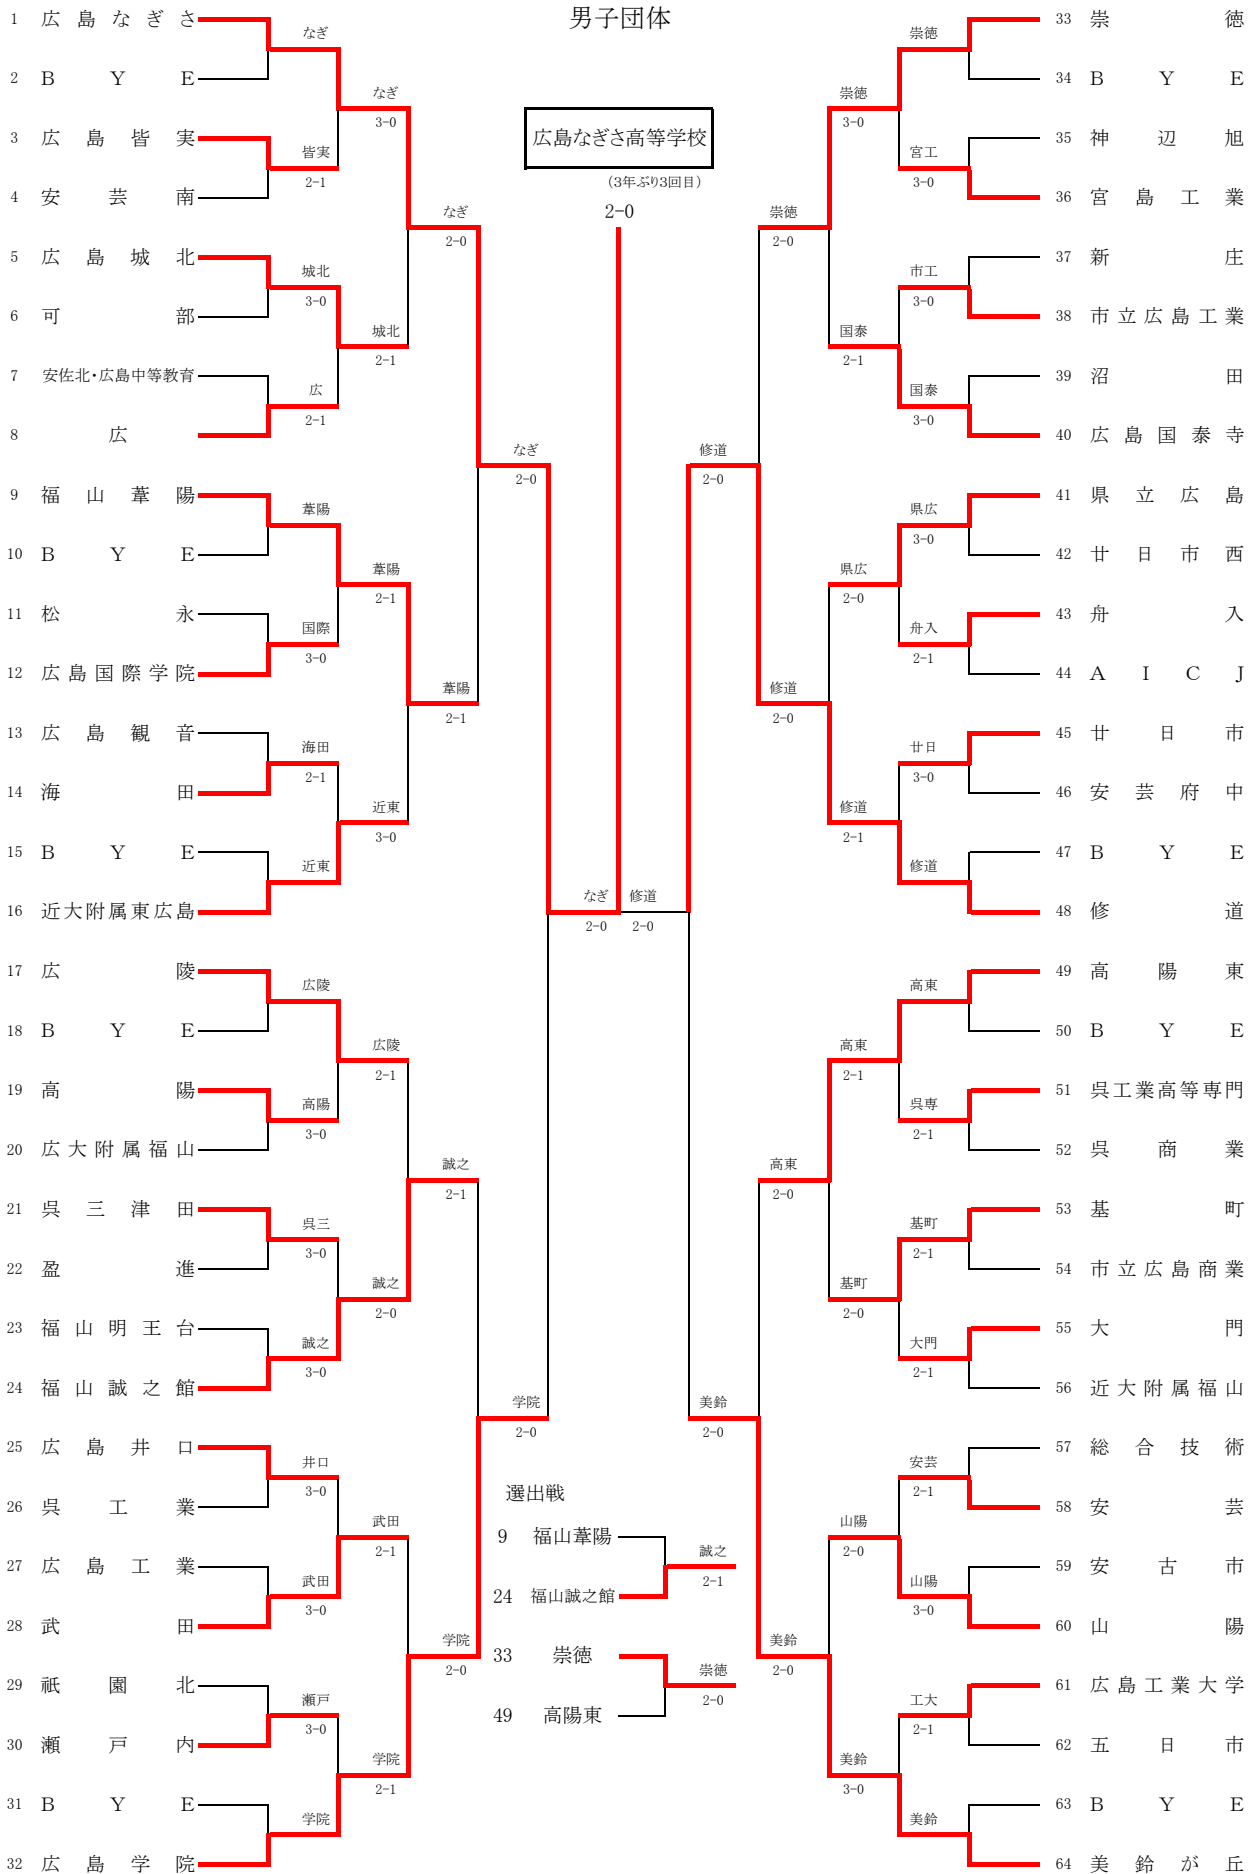 男子団体
広島なぎさ高等学校
(3年ぶり3回目)
2-0
1 広島なぎさ
2 BYE
3 広島皆実
4 安芸南
5 広島城北
6 可部
7 安佐北・広島中等教育
8 広
9 福山葦陽
10 BYE
11 松永
12 広島国際学院
13 広島観音
14 海田
15 BYE
16 近大附属東広島
17 広陵
18 BYE
19 高陽
20 広大附属福山
21 呉三津田
22 盈進
23 福山明王台
24 福山誠之館
25 広島井口
26 呉工業
27 広島工業
28 武田
29 祇園北
30 瀬戸内
31 BYE
32 広島学院
なぎ
皆実
2-1
城北
3-0
広
2-1
葦陽
国際
3-0
海田
2-1
近東
広陵
高陽
3-0
呉三
3-0
誠之
3-0
井口
3-0
武田
3-0
瀬戸
3-0
学院
なぎ
3-0
城北
2-1
葦陽
2-1
近東
3-0
広陵
2-1
誠之
2-0
武田
2-1
学院
2-1
なぎ
2-0
葦陽
2-1
誠之
2-1
学院
2-0
なぎ
2-0
学院
2-0
なぎ
2-0
修道
2-0
修道
2-0
美鈴
2-0
崇徳
2-0
修道
2-0
高東
2-0
美鈴
2-0
崇徳
3-0
国泰
2-1
県広
2-0
修道
2-1
高東
2-1
基町
2-0
山陽
2-0
美鈴
3-0
崇徳
宮工
3-0
市工
3-0
国泰
3-0
県広
3-0
舟入
2-1
廿日
3-0
修道
高東
呉専
2-1
基町
2-1
大門
2-1
安芸
2-1
山陽
3-0
工大
2-1
美鈴
33 崇徳
34 BYE
35 神辺旭
36 宮島工業
37 新庄
38 市立広島工業
39 沼田
40 広島国泰寺
41 県立広島
42 廿日市西
43 舟入
44 AICJ
45 廿日市
46 安芸府中
47 BYE
48 修道
49 高陽東
50 BYE
51 呉工業高等専門
52 呉商業
53 基町
54 市立広島商業
55 大門
56 近大附属福山
57 総合技術
58 安芸
59 安古市
60 山陽
61 広島工業大学
62 五日市
63 BYE
64 美鈴が丘
選出戦
9 福山葦陽
24 福山誠之館
誠之
2-1
33 崇徳
49 高陽東
崇徳
2-0